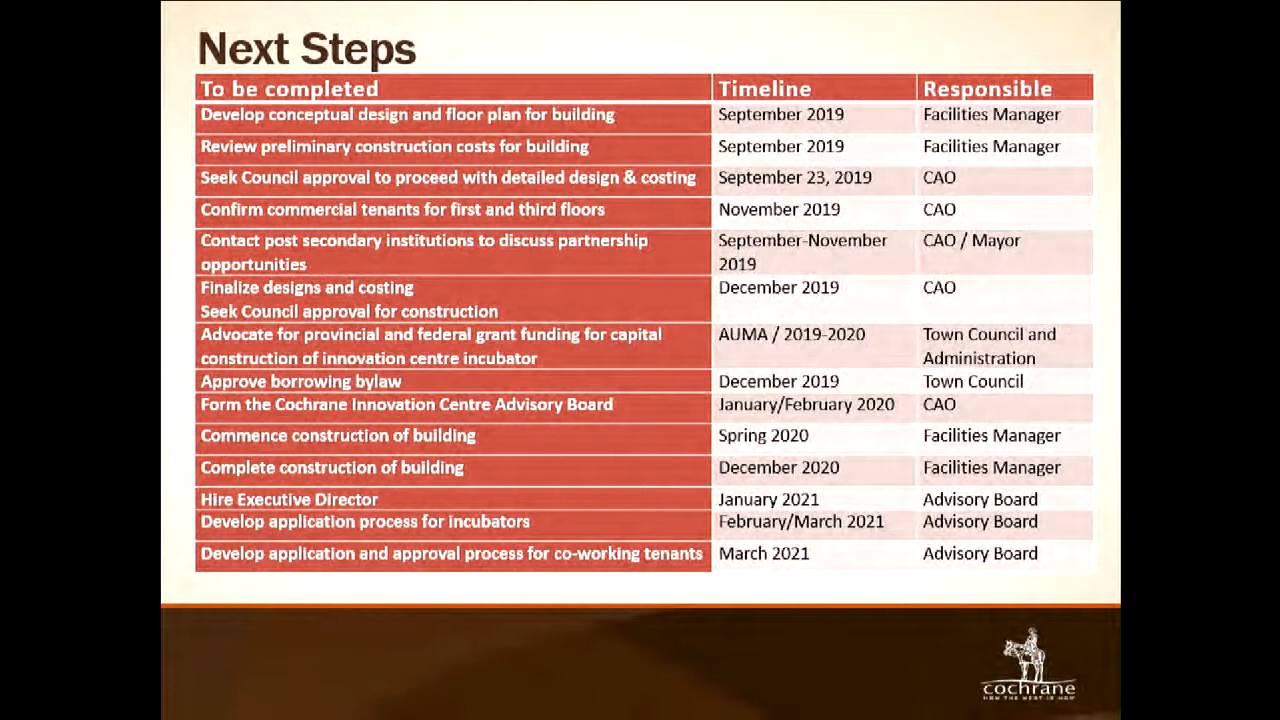 Next Steps
To be completed Timeline Responsible
Develop conceptual design and floor plan for building September 2019 Facilities Manager
Review preliminary construction costs for building September 2019 Facilities Manager
Seek Council approval to proceed with detailed design & costing September 23, 2019 CAO
Confirm commercial tenants for first and third floors November 2019 CAO
Contact post secondary institutions to discuss partnership September-November CAO / Mayor
opportunities 2019
Finalize designs and costing December 2019 CAO
Seek Council approval for construction
Advocate for provincial and federal grant funding for capital AUMA / 2019-2020 Town Council and
construction of innovation centre incubator Administration
Approve borrowing bylaw December 2019 Town Council
Form the Cochrane Innovation Centre Advisory Board January/February 2020 CAO
Commence construction of building Spring 2020 Facilities Manager
Complete construction of building December 2020 Facilities Manager
Hire Executive Director January 2021 Advisory Board
Develop application process for incubators February/March 2021 Advisory Board
Develop application and approval process for co-working tenants March 2021 Advisory Board
cochrane
HOW THE WEST IS NOW